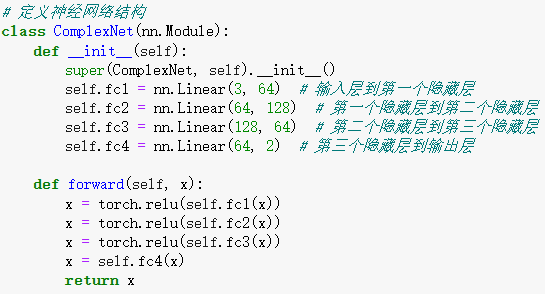 # 定义神经网络结构
class ComplexNet(nn.Module):
    def __init__(self):
        super(ComplexNet, self).__init__()
        self.fc1 = nn.Linear(3, 64)  # 输入层到第一个隐藏层
        self.fc2 = nn.Linear(64, 128)  # 第一个隐藏层到第二个隐藏层
        self.fc3 = nn.Linear(128, 64)  # 第二个隐藏层到第三个隐藏层
        self.fc4 = nn.Linear(64, 2)  # 第三个隐藏层到输出层
    def forward(self, x):
        x = torch.relu(self.fc1(x))
        x = torch.relu(self.fc2(x))
        x = torch.relu(self.fc3(x))
        x = self.fc4(x)
        return x